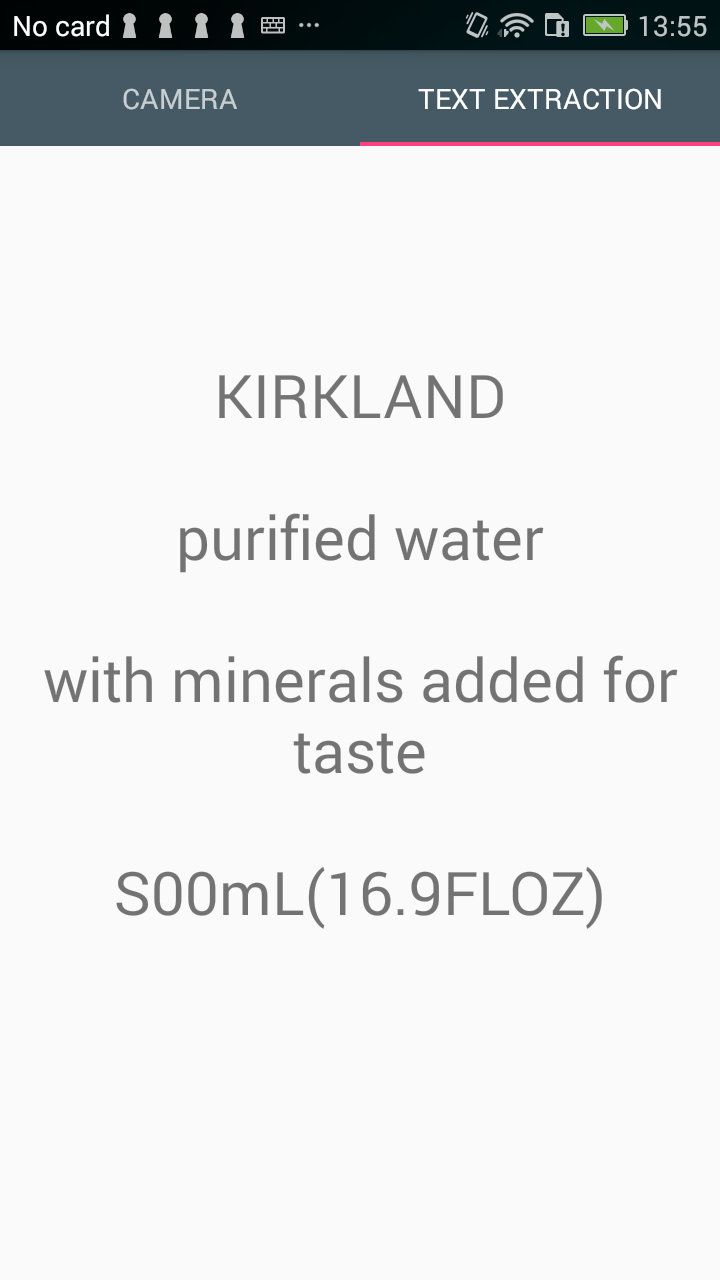 No card 13:55
CAMERA TEXT EXTRACTION
KIRKLAND
purified water
with minerals added for
taste
S00mL(16.9FLOZ)